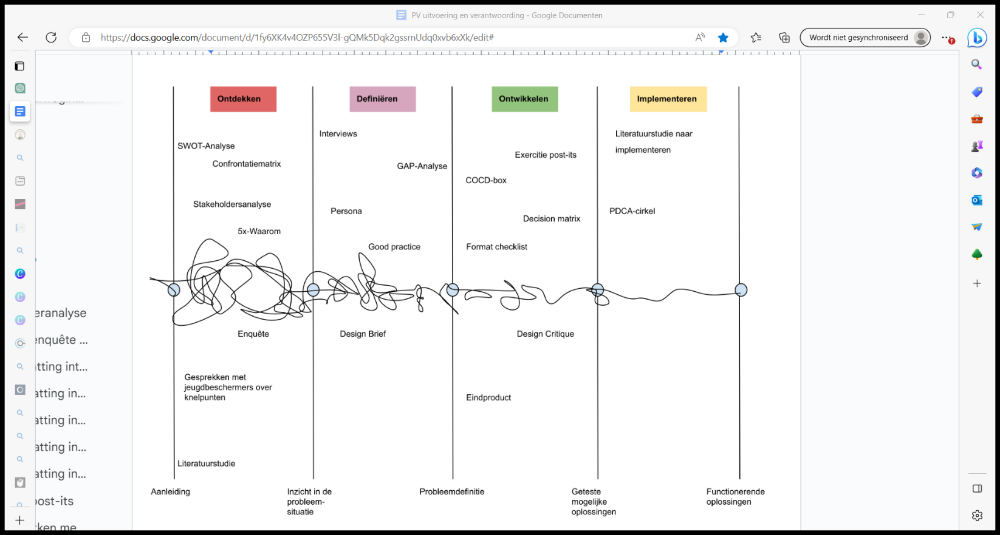 PV uitvoering en verantwoording - Google Documenten
https://docs.google.com/document/d/1fy6XK4v4OZP655V3l-gQMk5Dqk2gssrnUdq0xvb6xXk/edit#
Wordt niet gesynchroniseerd
Ontdekken
Definiëren
Ontwikkelen
Implementeren
SWOT-Analyse
Confrontatiematrix
Stakeholdersanalyse
5x-Waarom
Enquête
Gesprekken met
jeugdbeschermers over
knelpunten
Literatuurstudie
Interviews
GAP-Analyse
Persona
Good practice
Design Brief
Exercitie post-its
COCD-box
Decision matrix
Format checklist
Design Critique
Eindproduct
Literatuurstudie naar
implementeren
PDCA-cirkel
Aanleiding
Inzicht in de
probleem-
situatie
Probleemdefinitie
Geteste
mogelijke
oplossingen
Functionerende
oplossingen
eranalyse
enquête ...
tting int...
atting in...
atting in...
atting in...
atting in...
post-its
ken me